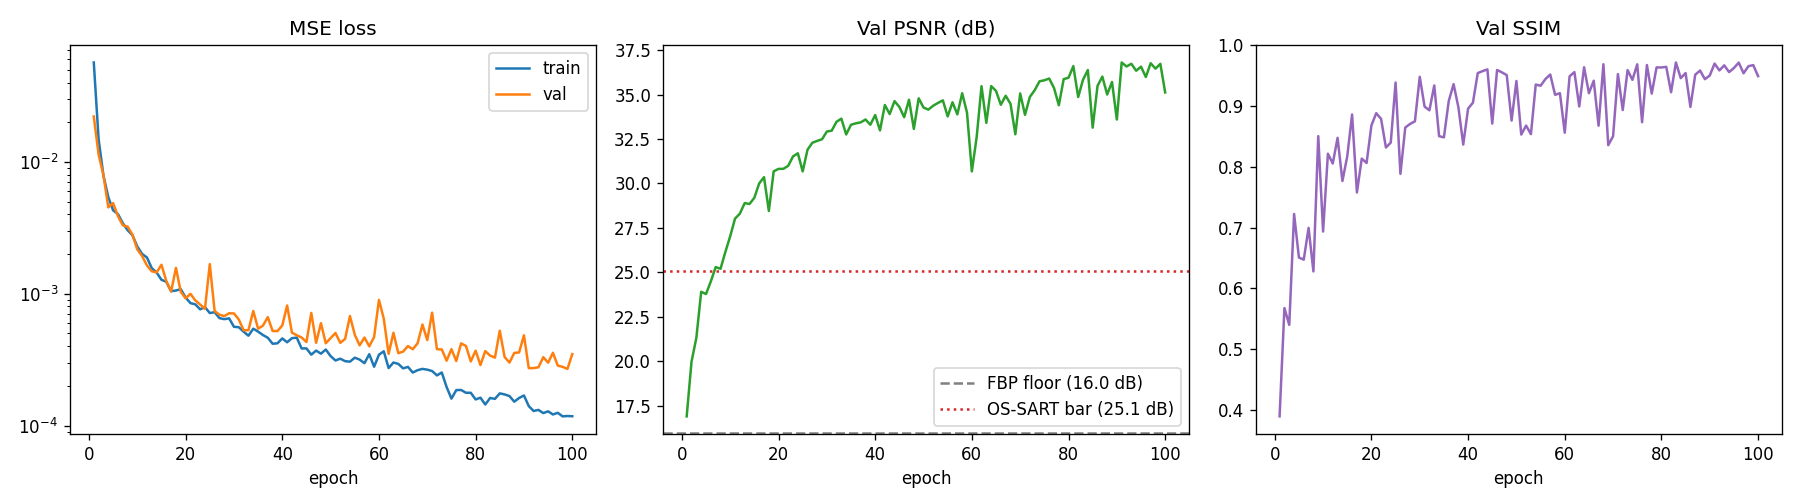 MSE loss
train
val
10⁻²
10⁻³
10⁻⁴
0 20 40 60 80 100
epoch
Val PSNR (dB)
37.5
35.0
32.5
30.0
27.5
25.0
22.5
20.0
17.5
FBP floor (16.0 dB)
OS-SART bar (25.1 dB)
0 20 40 60 80 100
epoch
Val SSIM
1.0
0.9
0.8
0.7
0.6
0.5
0.4
0 20 40 60 80 100
epoch